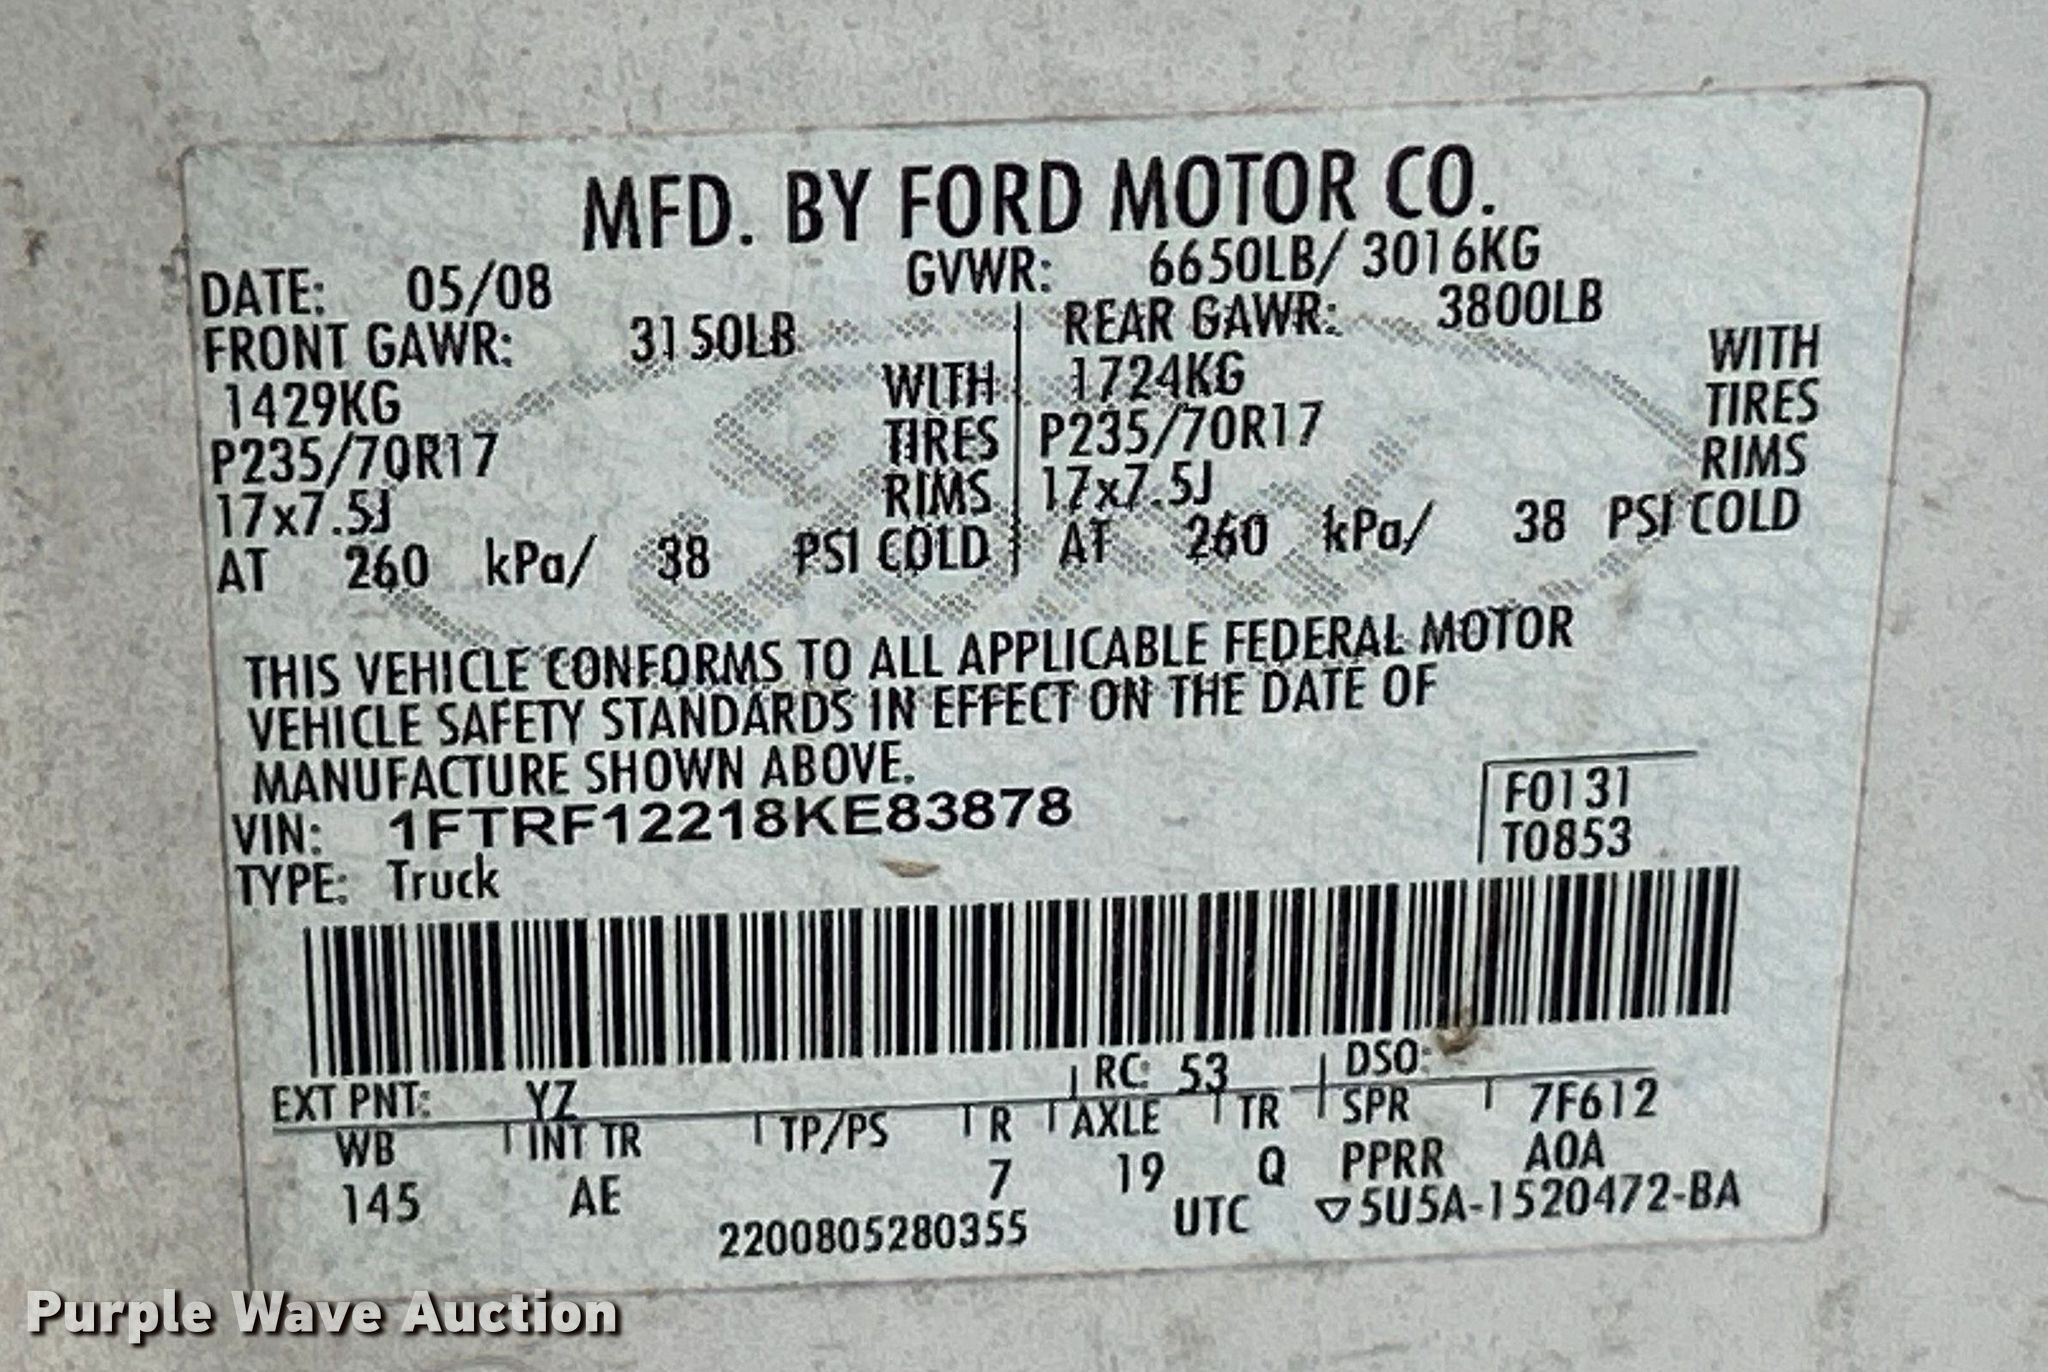 MFD. BY FORD MOTOR CO.
DATE: 05/08 GVWR: 6650LB/ 3016KG
FRONT GAWR: 3150LB REAR GAWR: 3800LB
1429KG WITH 1724KG WITH
P235/70R17 TIRES P235/70R17 TIRES
17x7.5J RIMS 17x7.5J RIMS
AT 260 kPa/ 38 PSI COLD AT 260 kPa/ 38 PSI COLD
THIS VEHICLE CONFORMS TO ALL APPLICABLE FEDERAL MOTOR
VEHICLE SAFETY STANDARDS IN EFFECT ON THE DATE OF
MANUFACTURE SHOWN ABOVE.
VIN: 1FTRF12218KE83878 F0131
TYPE: Truck T0853
EXT PNT: YZ RC: 53 DSO:
WB INT TR TP/PS R AXLE TR SPR 7F612
145 AE 7 19 Q PPRR A0A
2200805280355 UTC ▽5U5A-1520472-BA
Purple Wave Auction